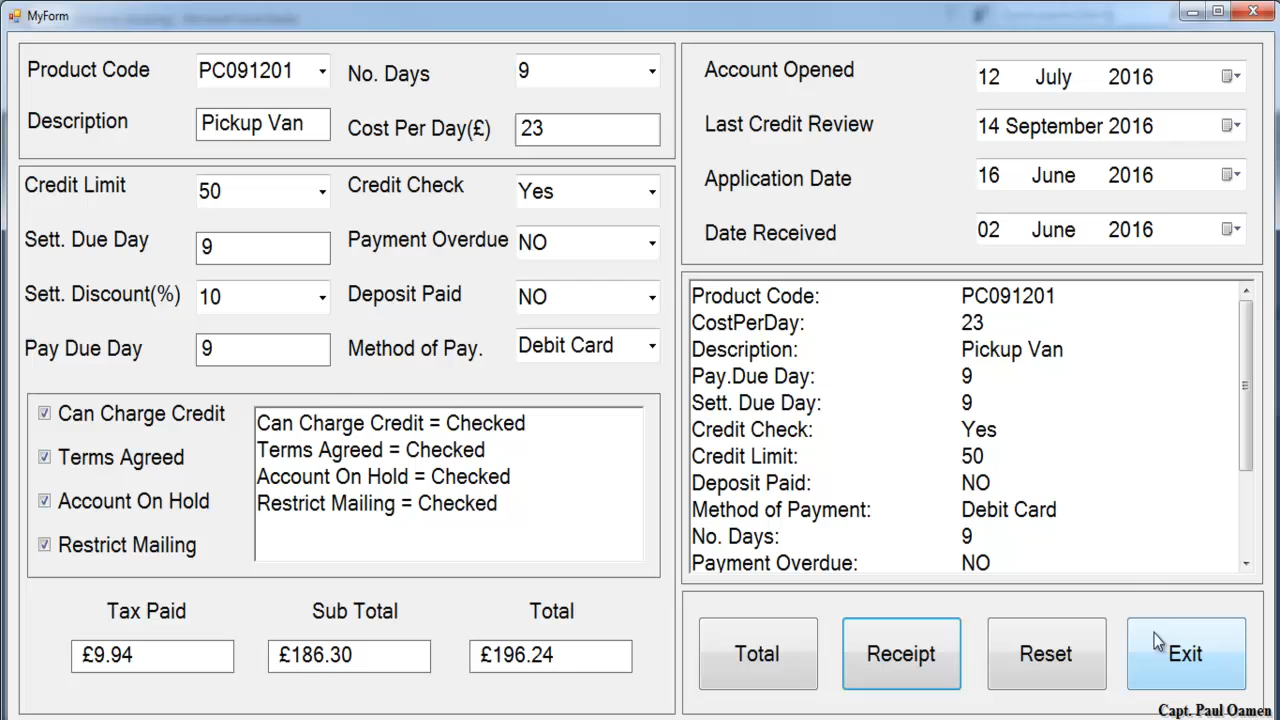 MyForm
Product Code PC091201 No. Days 9
Description Pickup Van Cost Per Day(£) 23
Credit Limit 50 Credit Check Yes
Sett. Due Day 9 Payment Overdue NO
Sett. Discount(%) 10 Deposit Paid NO
Pay Due Day 9 Method of Pay. Debit Card
Can Charge Credit
Terms Agreed
Account On Hold
Restrict Mailing
Can Charge Credit = Checked
Terms Agreed = Checked
Account On Hold = Checked
Restrict Mailing = Checked
Tax Paid Sub Total Total
£9.94 £186.30 £196.24
Account Opened 12 July 2016
Last Credit Review 14 September 2016
Application Date 16 June 2016
Date Received 02 June 2016
Product Code: PC091201
CostPerDay: 23
Description: Pickup Van
Pay.Due Day: 9
Sett. Due Day: 9
Credit Check: Yes
Credit Limit: 50
Deposit Paid: NO
Method of Payment: Debit Card
No. Days: 9
Payment Overdue: NO
Total Receipt Reset Exit
Capt. Paul Oamen